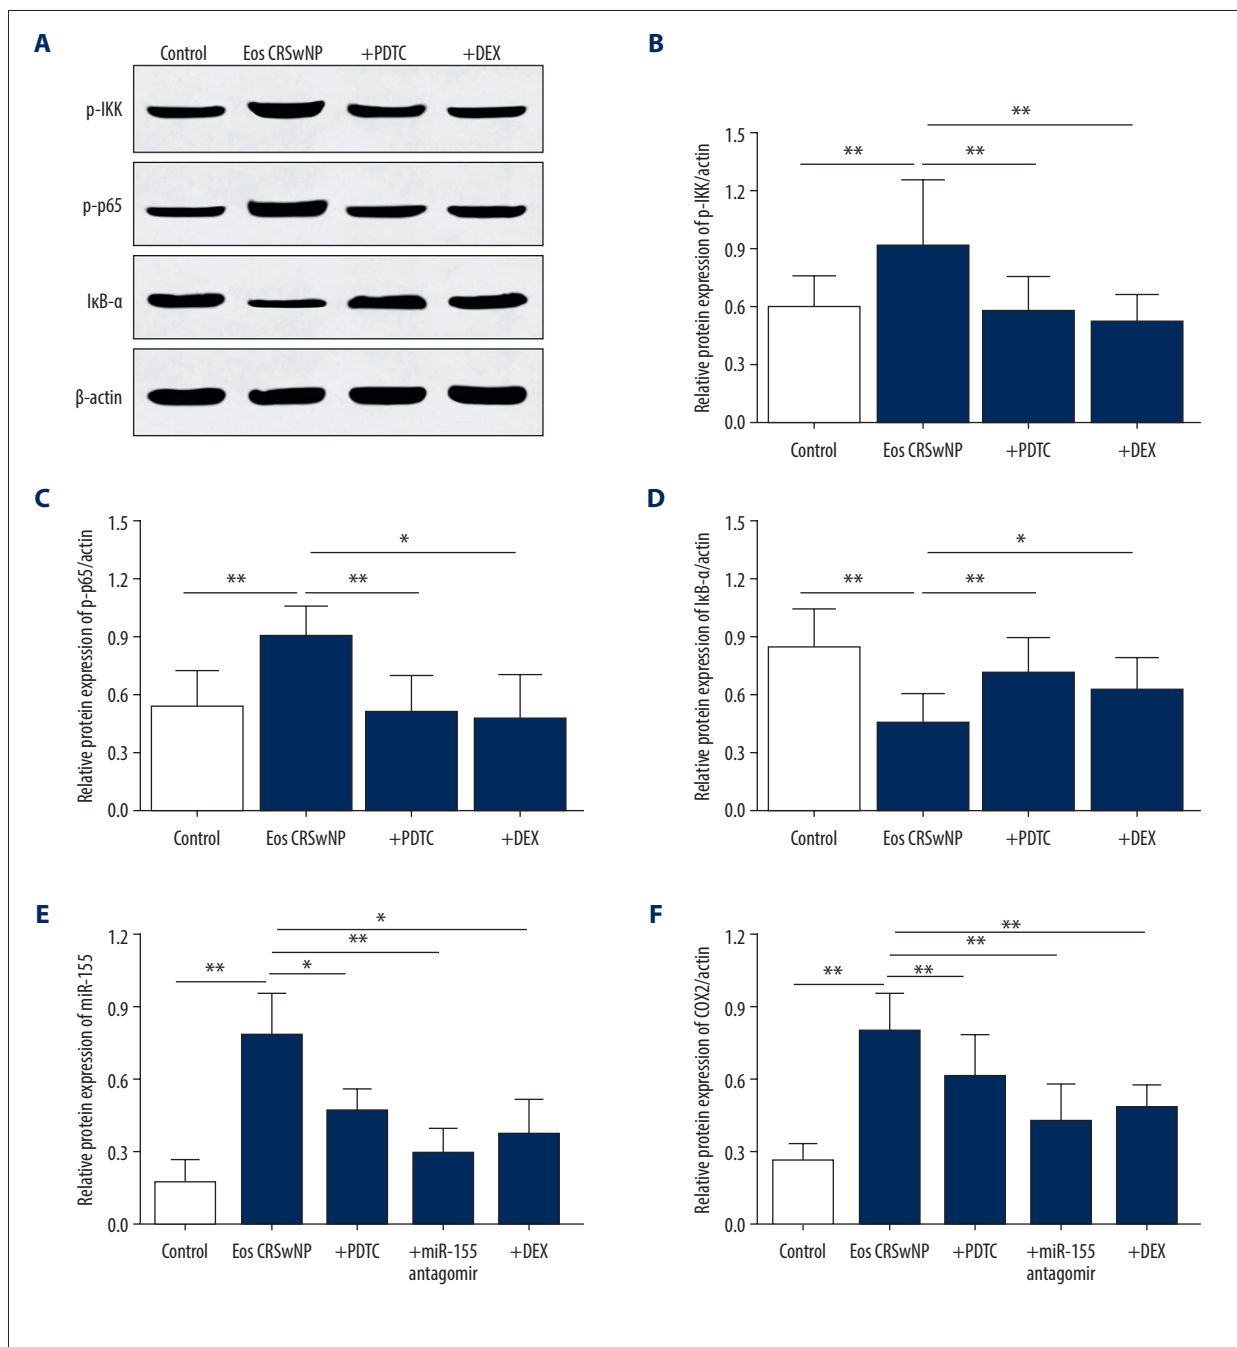 A
Control Eos CRSwNP +PDTC +DEX
p-IKK
p-p65
IκB-α
β-actin
B
Relative protein expression of p-IKK/actin
1.5
1.2
0.9
0.6
0.3
0.0
**
** **
Control Eos CRSwNP +PDTC +DEX
C
Relative protein expression of p-p65/actin
1.5
1.2
0.9
0.6
0.3
0.0
*
** **
Control Eos CRSwNP +PDTC +DEX
D
Relative protein expression of IκB-α/actin
1.5
1.2
0.9
0.6
0.3
0.0
*
** **
Control Eos CRSwNP +PDTC +DEX
E
Relative protein expression of miR-155
1.2
0.9
0.6
0.3
0.0
*
**
** *
Control Eos CRSwNP +PDTC +miR-155 +DEX
antagomir
F
Relative protein expression of COX2/actin
1.2
0.9
0.6
0.3
0.0
**
**
** **
Control Eos CRSwNP +PDTC +miR-155 +DEX
antagomir